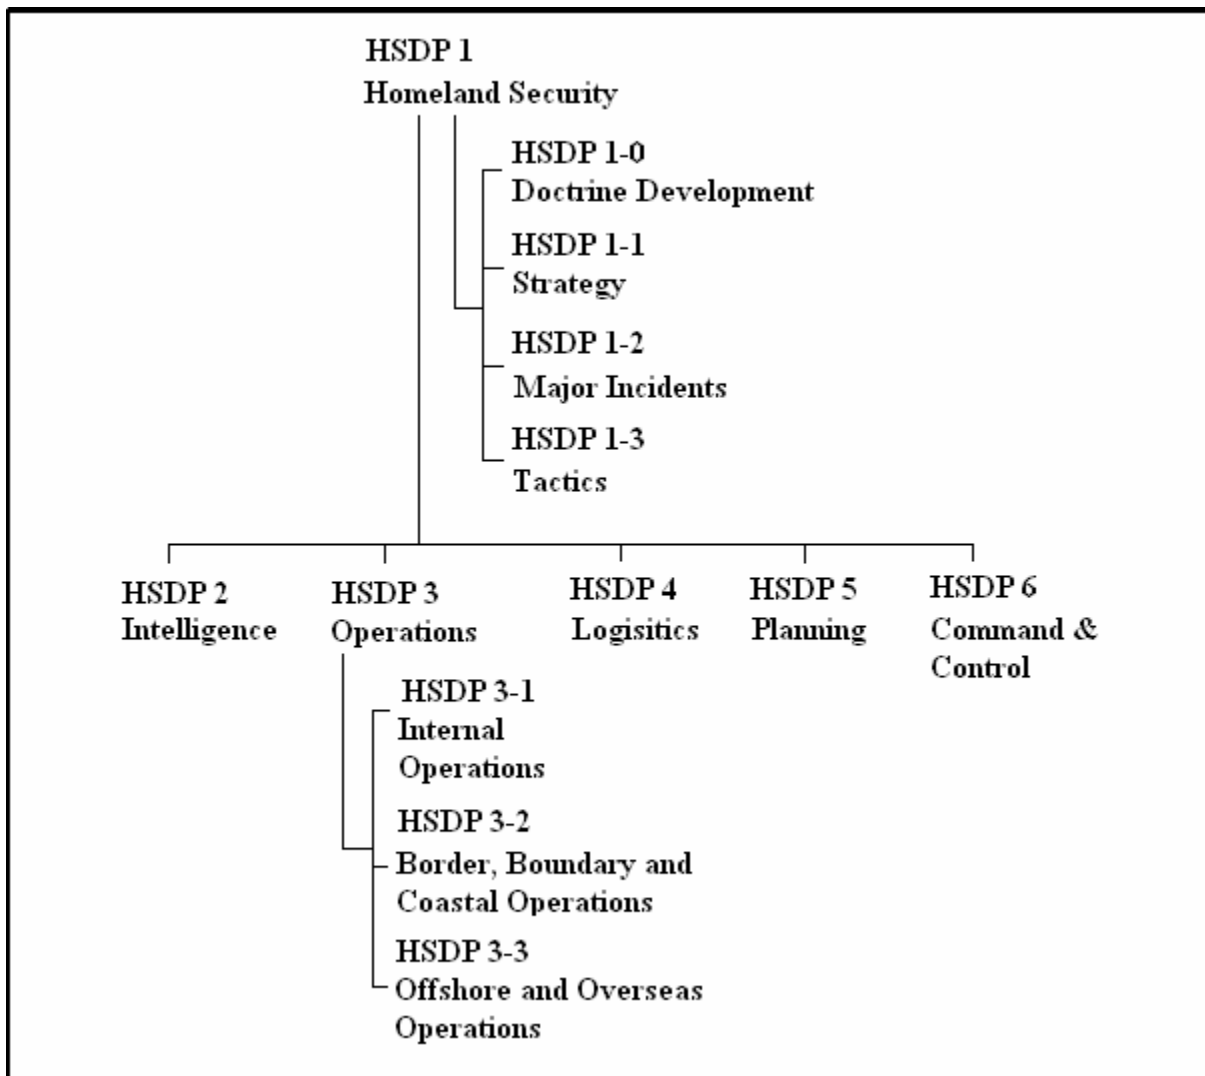 HSDP 1
Homeland Security
HSDP 1-0
Doctrine Development
HSDP 1-1
Strategy
HSDP 1-2
Major Incidents
HSDP 1-3
Tactics
HSDP 2
Intelligence
HSDP 3
Operations
HSDP 4
Logisitics
HSDP 5
Planning
HSDP 6
Command &
Control
HSDP 3-1
Internal
Operations
HSDP 3-2
Border, Boundary and
Coastal Operations
HSDP 3-3
Offshore and Overseas
Operations